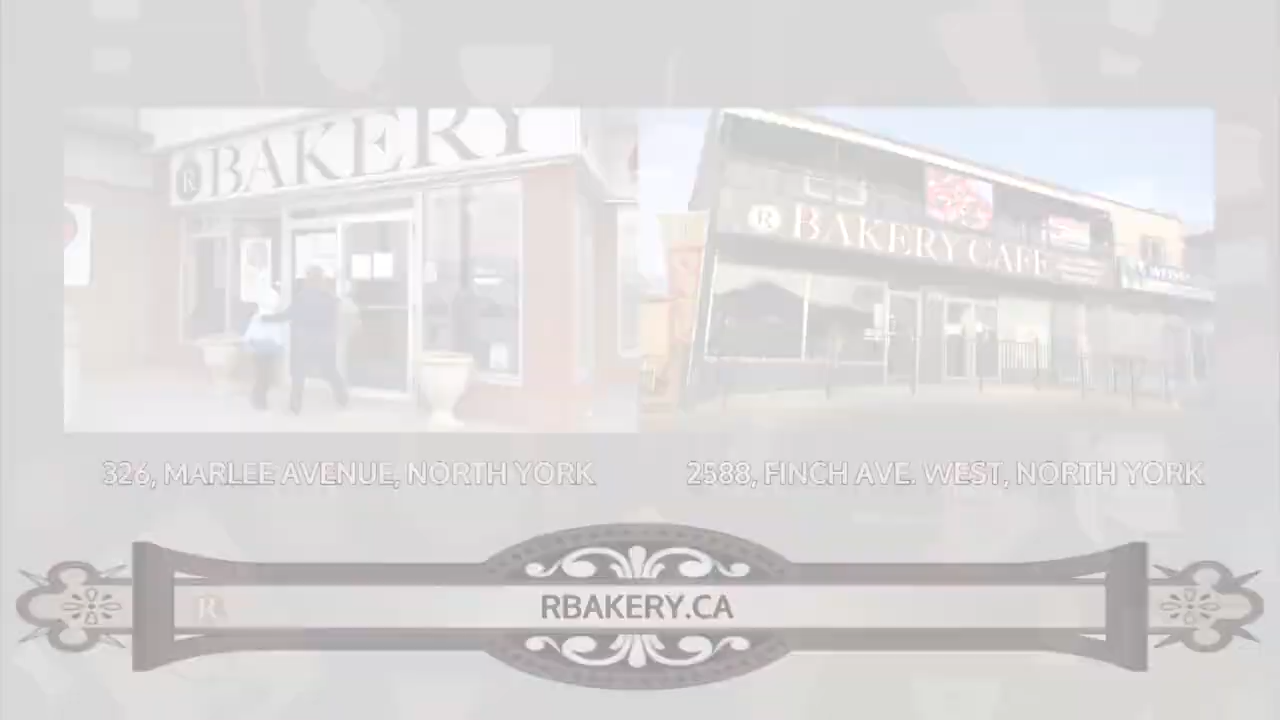 R BAKERY
R BAKERY CAFE
326, MARLEE AVENUE, NORTH YORK
2588, FINCH AVE. WEST, NORTH YORK
R
RBAKERY.CA